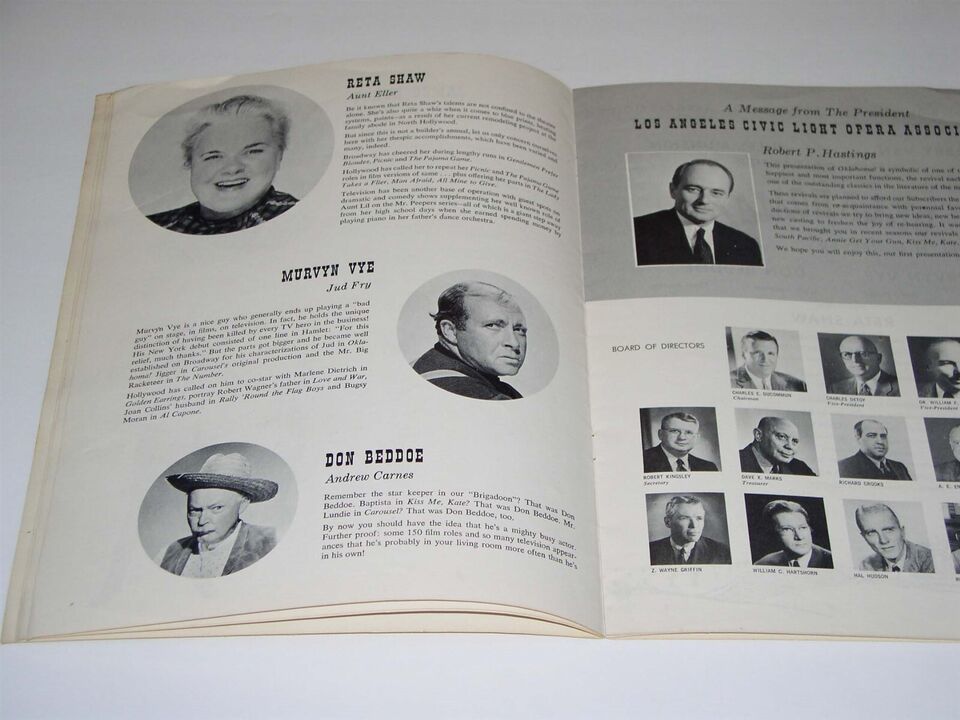 RETA SHAW
Aunt Eller
Be it known that Reta Shaw's talents are not confined to the theatre
alone. She's also quite a whiz when it comes to blue prints, heating
systems, paints—as a result of her current remodeling project of the
family abode in North Hollywood.
But since this is not a builder's annual, let us only concern ourselves
here with her thespic accomplishments, which have been varied and
many, indeed.
Broadway has cheered her during lengthy runs in Gentlemen Prefer
Blondes, Picnic and The Pajama Game.
Hollywood has called her to repeat her Picnic and The Pajama Game
roles in film versions of same . . . plus offering her parts in The Lady
Takes a Flier, Man Afraid, All Mine to Give.
Television has been another base of operation with guest spots on
dramatic and comedy shows supplementing her well known role of
Aunt Lil on the Mr. Peepers series—all of which is a giant step away
from her high school days when she earned spending money by
playing piano in her father's dance orchestra.
MURVYN VYE
Jud Fry
Murvyn Vye is a nice guy who generally ends up playing a "bad
guy" on stage, in films, on television. In fact, he holds the unique
distinction of having been killed by every TV hero in the business!
His New York debut consisted of one line in Hamlet: "For this
relief, much thanks." But the parts got bigger and he became well
established on Broadway for his characterizations of Jud in Okla-
homa! Jigger in Carousel's original production and the Mr. Big
Racketeer in The Number.
Hollywood has called on him to co-star with Marlene Dietrich in
Golden Earrings, portray Robert Wagner's father in Love and War,
Joan Collins' husband in Rally 'Round the Flag Boys and Bugsy
Moran in Al Capone.
DON BEDDOE
Andrew Carnes
Remember the star keeper in our "Brigadoon"? That was Don
Beddoe. Baptista in Kiss Me, Kate? That was Don Beddoe. Mr.
Lundie in Carousel? That was Don Beddoe, too.
By now you should have the idea that he's a mighty busy actor.
Further proof: some 150 film roles and so many television appear-
ances that he's probably in your living room more often than he's
in his own!
A Message from The President
LOS ANGELES CIVIC LIGHT OPERA ASSOCI
Robert P. Hastings
This presentation of Oklahoma! is symbolic of one of
happiest and most important functions, the revival each
one of the outstanding classics in the literature of the
These revivals are planned to afford our Subscribers the
that comes from re-acquaintance with personal
ductions of revivals we try to bring new ideas, new
new casting to freshen the joy of re-hearing. It
that we brought you in recent seasons our revivals
South Pacific, Annie Get Your Gun, Kiss Me, Kate.
We hope you will enjoy this, our first presentation
BOARD OF DIRECTORS
CHARLES E. DUCOMMUN
Chairman
CHARLES DETOY
Vice-President
DR. WILLIAM F.
Vice-President
ROBERT KINGSLEY
Secretary
DAVE X. MARKS
Treasurer
RICHARD CROOKS
A. E.
Z. WAYNE GRIFFIN
WILLIAM G. HARTSHORN
HAL HUDSON